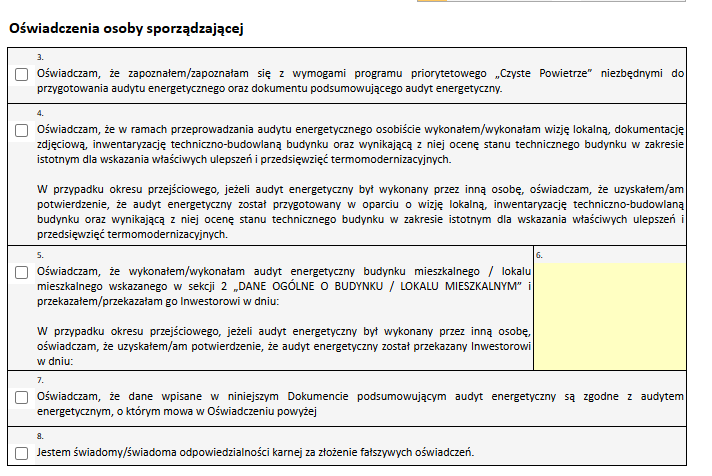 Oświadczenia osoby sporządzającej
3.
Oświadczam, że zapoznałem/zapoznałam się z wymogami programu priorytetowego „Czyste Powietrze” niezbędnymi do
przygotowania audytu energetycznego oraz dokumentu podsumowującego audyt energetyczny.
4.
Oświadczam, że w ramach przeprowadzania audytu energetycznego osobiście wykonałem/wykonałam wizję lokalną, dokumentację
zdjęciową, inwentaryzację techniczno-budowlaną budynku oraz wynikającą z niej ocenę stanu technicznego budynku w zakresie
istotnym dla wskazania właściwych ulepszeń i przedsięwzięć termomodernizacyjnych.
W przypadku okresu przejściowego, jeżeli audyt energetyczny był wykonany przez inną osobę, oświadczam, że uzyskałem/am
potwierdzenie, że audyt energetyczny został przygotowany w oparciu o wizję lokalną, inwentaryzację techniczno-budowlaną
budynku oraz wynikającą z niej ocenę stanu technicznego budynku w zakresie istotnym dla wskazania właściwych ulepszeń i
przedsięwzięć termomodernizacyjnych.
5.
Oświadczam, że wykonałem/wykonałam audyt energetyczny budynku mieszkalnego / lokalu
mieszkalnego wskazanego w sekcji 2 „DANE OGÓLNE O BUDYNKU / LOKALU MIESZKALNYM” i
przekazałem/przekazałam go Inwestorowi w dniu:
W przypadku okresu przejściowego, jeżeli audyt energetyczny był wykonany przez inną osobę,
oświadczam, że uzyskałem/am potwierdzenie, że audyt energetyczny został przekazany Inwestorowi
w dniu:
6.
7.
Oświadczam, że dane wpisane w niniejszym Dokumencie podsumowującym audyt energetyczny są zgodne z audytem
energetycznym, o którym mowa w Oświadczeniu powyżej
8.
Jestem świadomy/świadoma odpowiedzialności karnej za złożenie fałszywych oświadczeń.